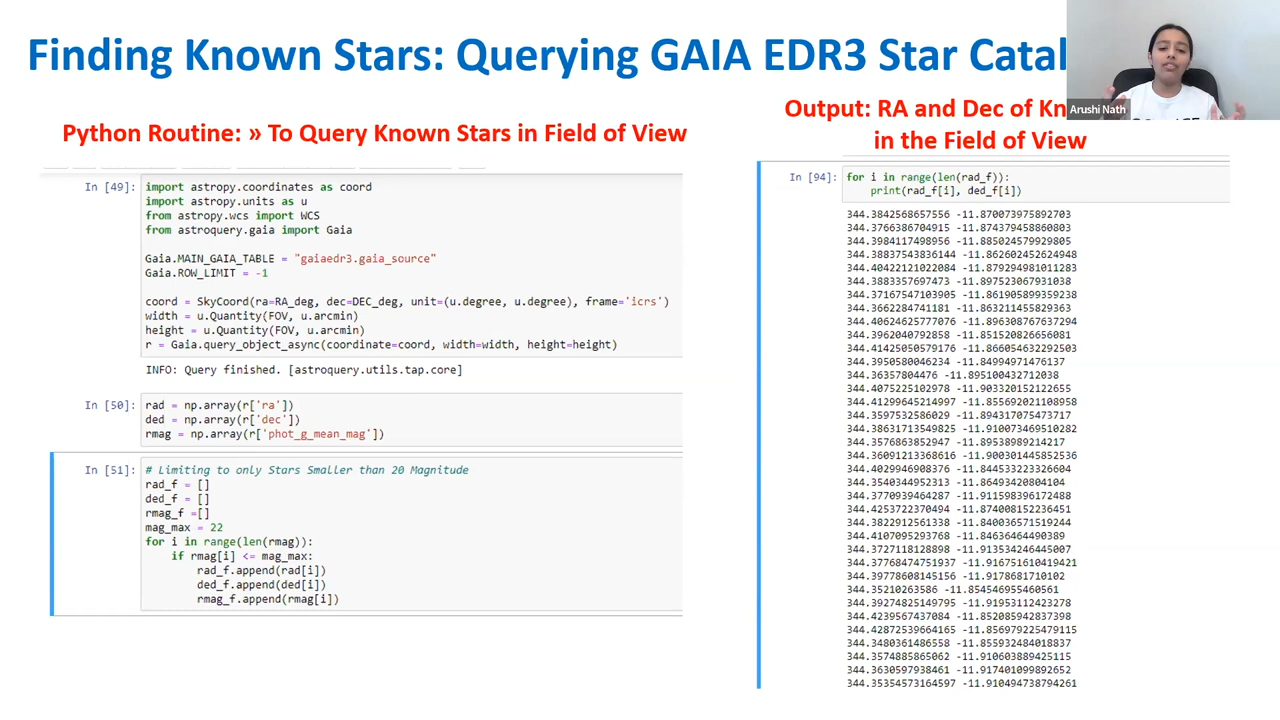 Finding Known Stars: Querying GAIA EDR3 Star Catal
Arushi Nath
Python Routine: » To Query Known Stars in Field of View
Output: RA and Dec of Kn
in the Field of View
In [49]:
import astropy.coordinates as coord
import astropy.units as u
from astropy.wcs import WCS
from astroquery.gaia import Gaia
Gaia.MAIN_GAIA_TABLE = "gaiaedr3.gaia_source"
Gaia.ROW_LIMIT = -1
coord = SkyCoord(ra=RA_deg, dec=DEC_deg, unit=(u.degree, u.degree), frame='icrs')
width = u.Quantity(FOV, u.arcmin)
height = u.Quantity(FOV, u.arcmin)
r = Gaia.query_object_async(coordinate=coord, width=width, height=height)
INFO: Query finished. [astroquery.utils.tap.core]
In [50]:
rad = np.array(r['ra'])
ded = np.array(r['dec'])
rmag = np.array(r['phot_g_mean_mag'])
In [51]:
# Limiting to only Stars Smaller than 20 Magnitude
rad_f = []
ded_f = []
rmag_f =[]
mag_max = 22
for i in range(len(rmag)):
if rmag[i] <= mag_max:
rad_f.append(rad[i])
ded_f.append(ded[i])
rmag_f.append(rmag[i])
In [94]:
for i in range(len(rad_f)):
print(rad_f[i], ded_f[i])
344.3842568657556 -11.870073975892703
344.3766386704915 -11.874379458860803
344.3984117498956 -11.885024579929805
344.38837543836144 -11.862602452624948
344.40422121022084 -11.879294981011283
344.3883357697473 -11.897523067931038
344.37167547103905 -11.861905899359238
344.3662284741181 -11.863211455829363
344.40624625777076 -11.896308767637294
344.3962040792858 -11.851520826656081
344.41425050579176 -11.866054632292503
344.3950580046234 -11.84994971476137
344.36357804476 -11.895100432712038
344.4075225102978 -11.903320152122655
344.41299645214997 -11.855692021108958
344.3597532586029 -11.894317075473717
344.38631713549825 -11.910073469510282
344.3576863852947 -11.89538989214217
344.36091213368616 -11.900301445852536
344.4029946908376 -11.844533223326604
344.3540344952313 -11.86493420804104
344.3770939464287 -11.911598396172488
344.4253722370494 -11.874008152236451
344.3822912561338 -11.840036571519244
344.4107095293768 -11.84636464490389
344.3727118128898 -11.913534246445007
344.37768474751937 -11.916751610419421
344.39778608145156 -11.9178681710102
344.35210263586 -11.854546955460561
344.39274825149795 -11.91953112423278
344.4239567437084 -11.852085942837398
344.42872539664165 -11.856979225479115
344.3480361486558 -11.855932484018837
344.3574885865062 -11.910603889425115
344.3630597938461 -11.917401099892652
344.35354573164597 -11.910494738794261